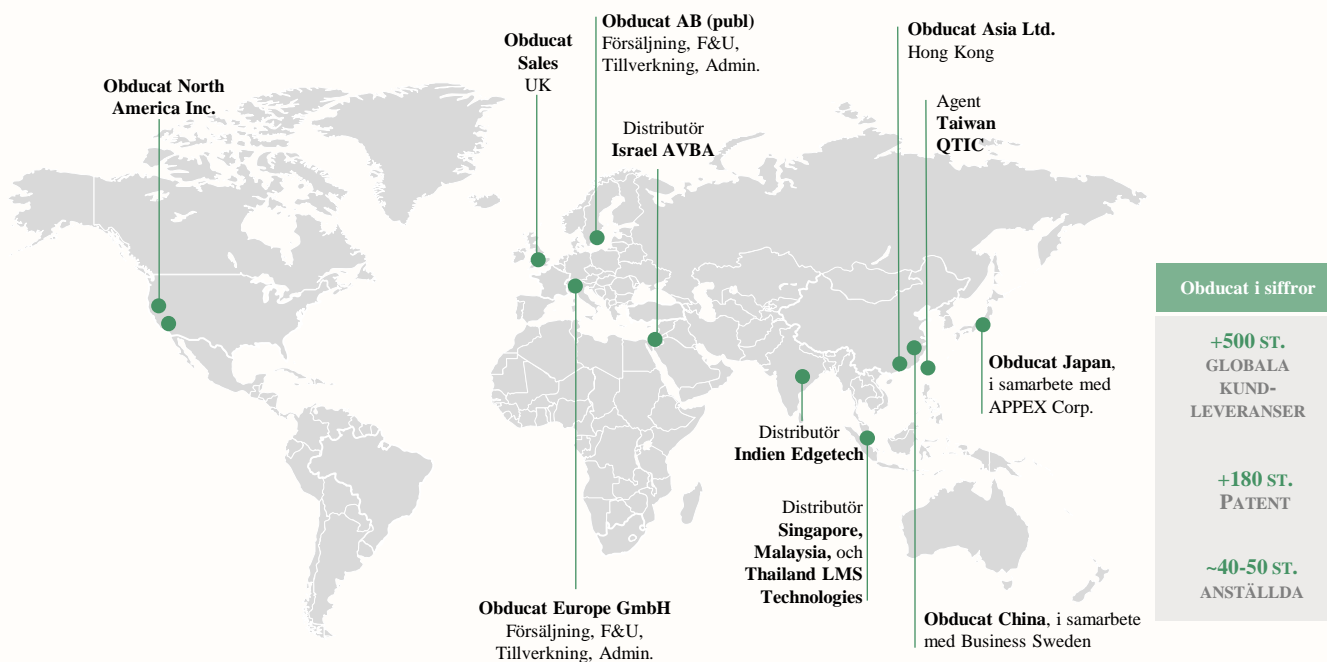 Obducat North
America Inc.
Obducat
Sales
UK
Obducat AB (publ)
Försäljning, F&U,
Tillverkning, Admin.
Distributör
Israel AVBA
Obducat Asia Ltd.
Hong Kong
Agent
Taiwan
QTIC
Obducat Japan,
i samarbete med
APPEX Corp.
Distributör
Indien Edgetech
Distributör
Singapore,
Malaysia, och
Thailand LMS
Technologies
Obducat Europe GmbH
Försäljning, F&U,
Tillverkning, Admin.
Obducat China, i samarbete
med Business Sweden
Obducat i siffror
+500 ST.
GLOBALA
KUND-
LEVERANSER
+180 ST.
PATENT
~40-50 ST.
ANSTÄLLDA